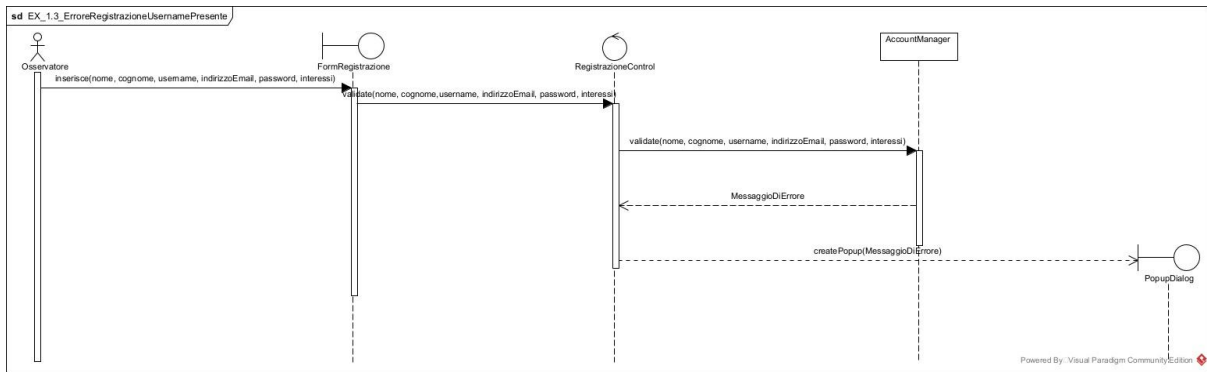 sd EX_1.3_ErroreRegistrazioneUsernamePresente
Osservatore
FormRegistrazione
RegistrazioneControl
AccountManager
inserisce(nome, cognome, username, indirizzoEmail, password, interessi)
validate(nome, cognome,username, indirizzoEmail, password, interessi)
validate(nome, cognome, username, indirizzoEmail, password, interessi)
MessaggioDiErrore
createPopup(MessaggioDiErrore)
PopupDialog
Powered By: Visual Paradigm Community Edition